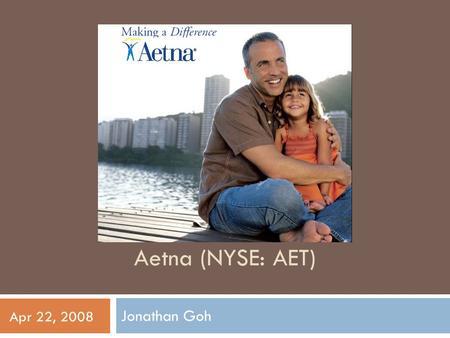 Making a Difference
Aetna®
Aetna (NYSE: AET)
Apr 22, 2008
Jonathan Goh